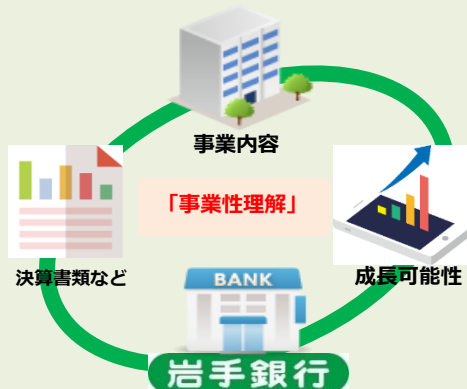 事業内容
「事業性理解」
決算書類など
成長可能性
BANK
岩手銀行